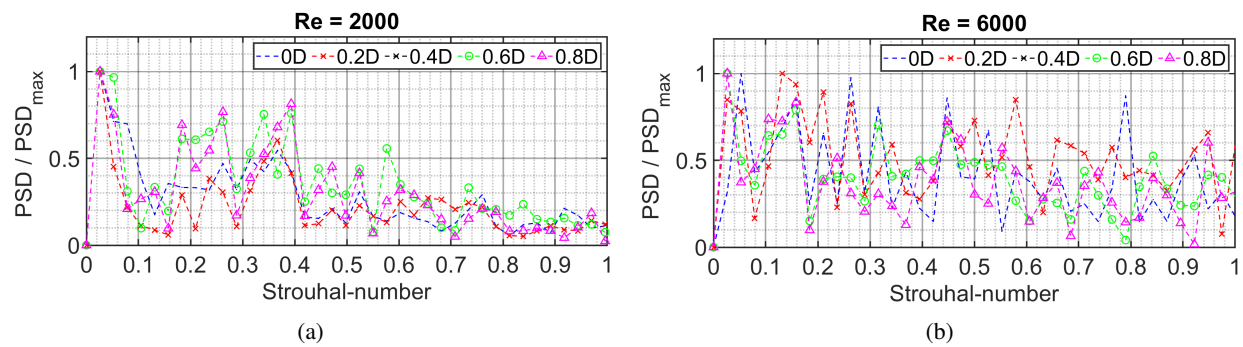 Re = 2000
0D 0.2D 0.4D 0.6D 0.8D
PSD / PSD_max
1
0.5
0
0 0.1 0.2 0.3 0.4 0.5 0.6 0.7 0.8 0.9 1
Strouhal-number
(a)
Re = 6000
0D 0.2D 0.4D 0.6D 0.8D
PSD / PSD_max
1
0.5
0
0 0.1 0.2 0.3 0.4 0.5 0.6 0.7 0.8 0.9 1
Strouhal-number
(b)